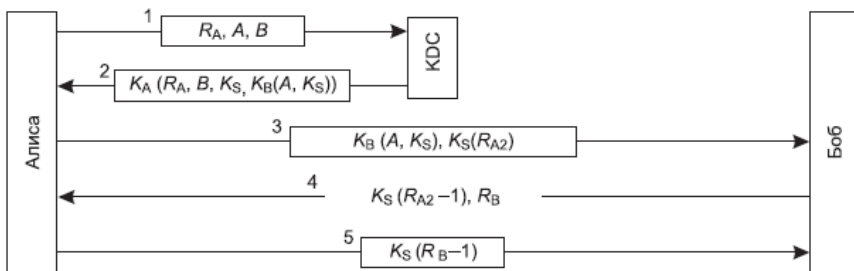 1
R_A, A, B
KDC
2
K_A (R_A, B, K_S, K_B(A, K_S))
Алиса
3
K_B (A, K_S), K_S(R_A2)
Боб
4
K_S (R_A2 –1), R_B
5
K_S (R_B–1)